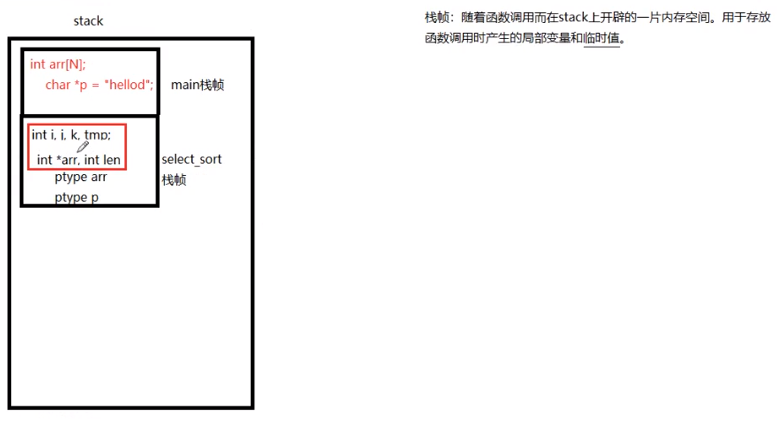 stack
int arr[N];
char *p = "hellod";
main栈帧
int i, j, k, tmp;
int *arr, int len
select_sort
栈帧
ptype arr
ptype p
栈帧：随着函数调用而在stack上开辟的一片内存空间。用于存放
函数调用时产生的局部变量和临时值。